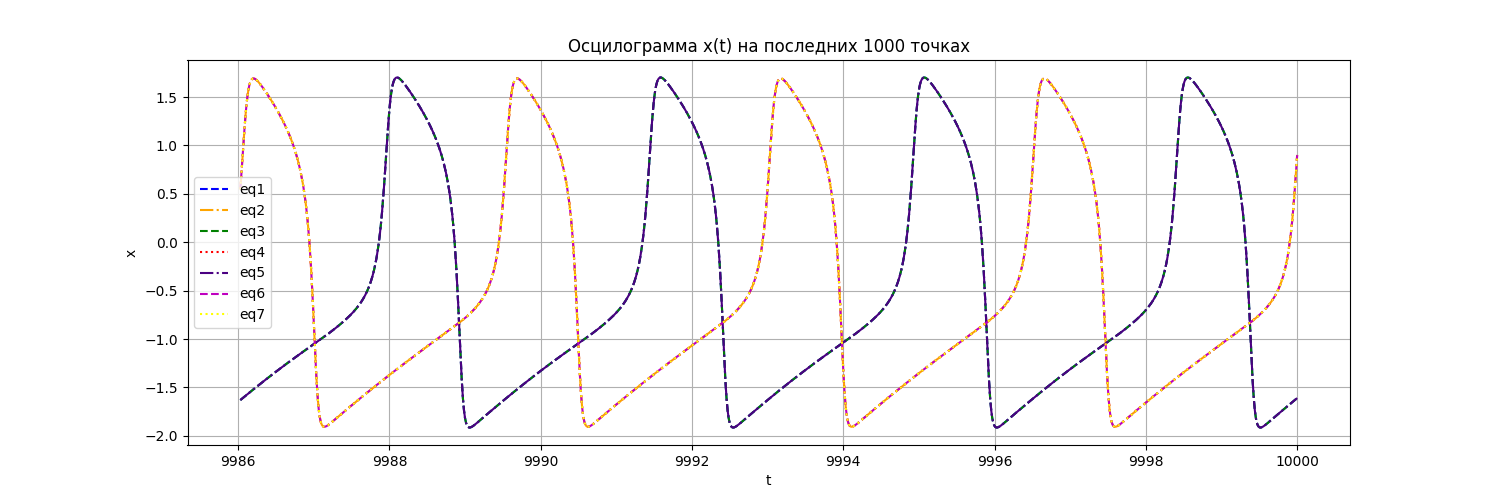 Осцилограмма x(t) на последних 1000 точках
x
1.5
1.0
0.5
0.0
−0.5
−1.0
−1.5
−2.0
eq1
eq2
eq3
eq4
eq5
eq6
eq7
9986
9988
9990
9992
9994
9996
9998
10000
t